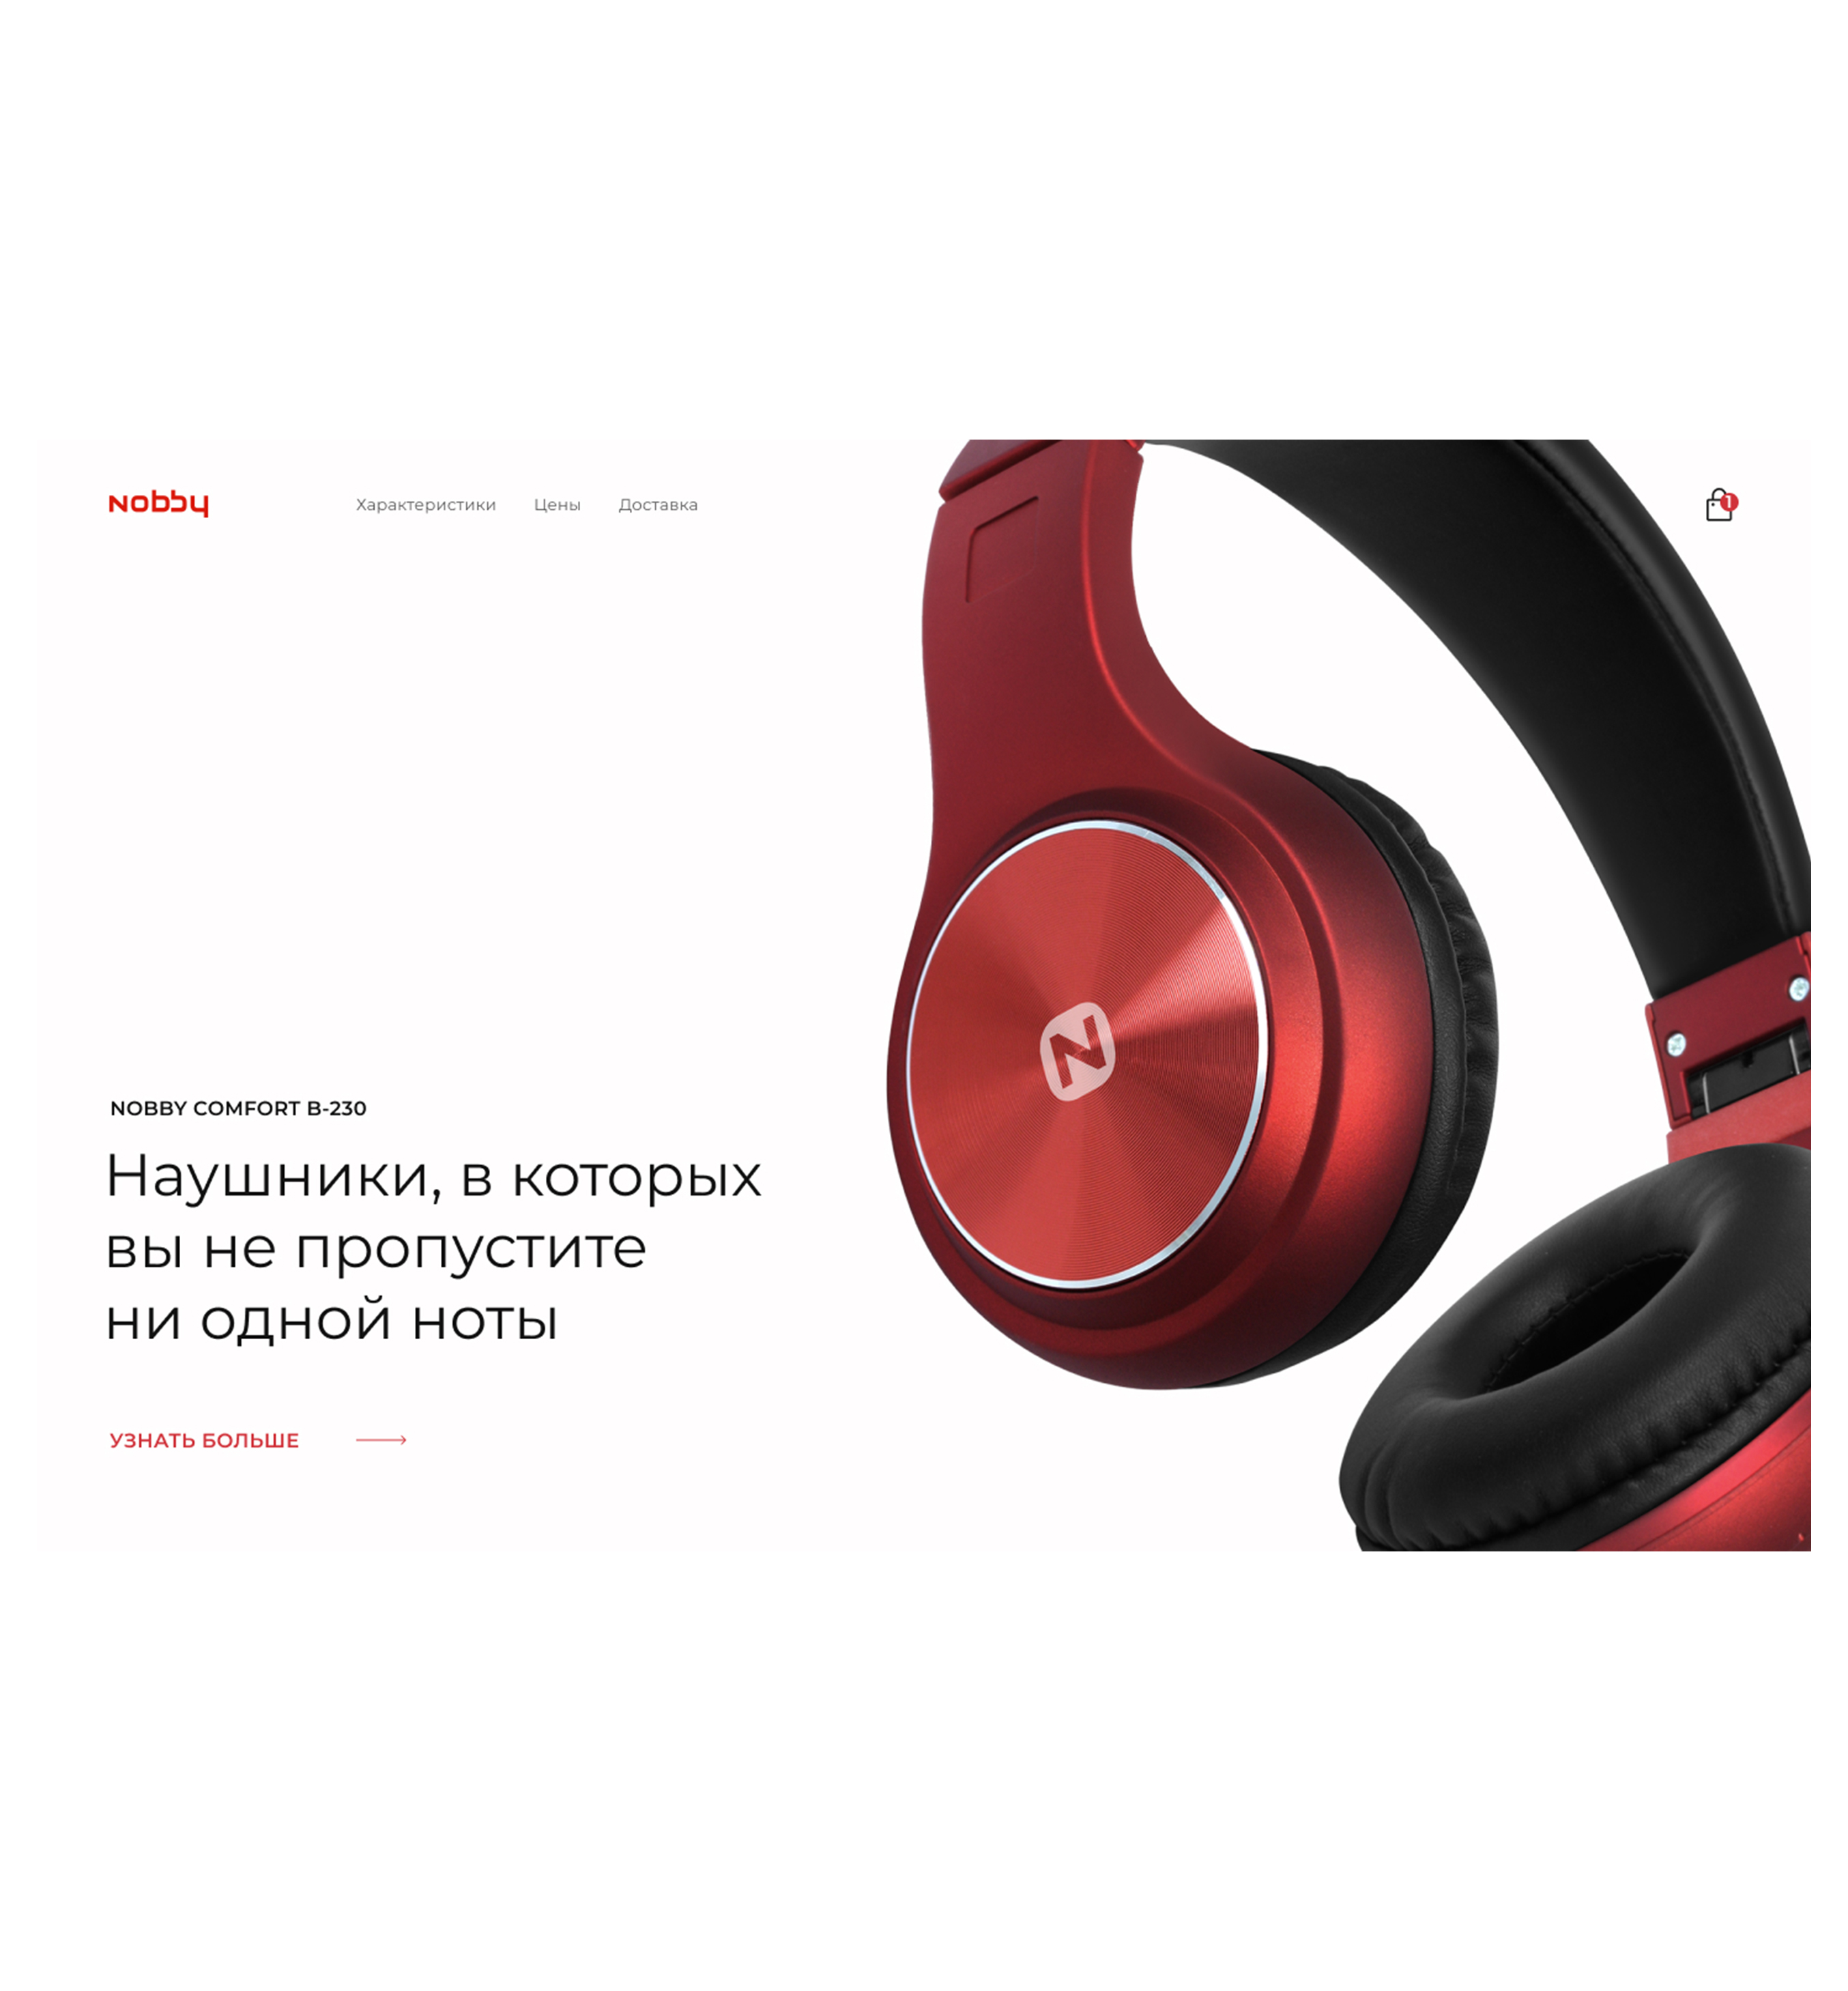 nobby
Характеристики Цены Доставка
1
N
NOBBY COMFORT B-230
Наушники, в которых
вы не пропустите
ни одной ноты
УЗНАТЬ БОЛЬШЕ